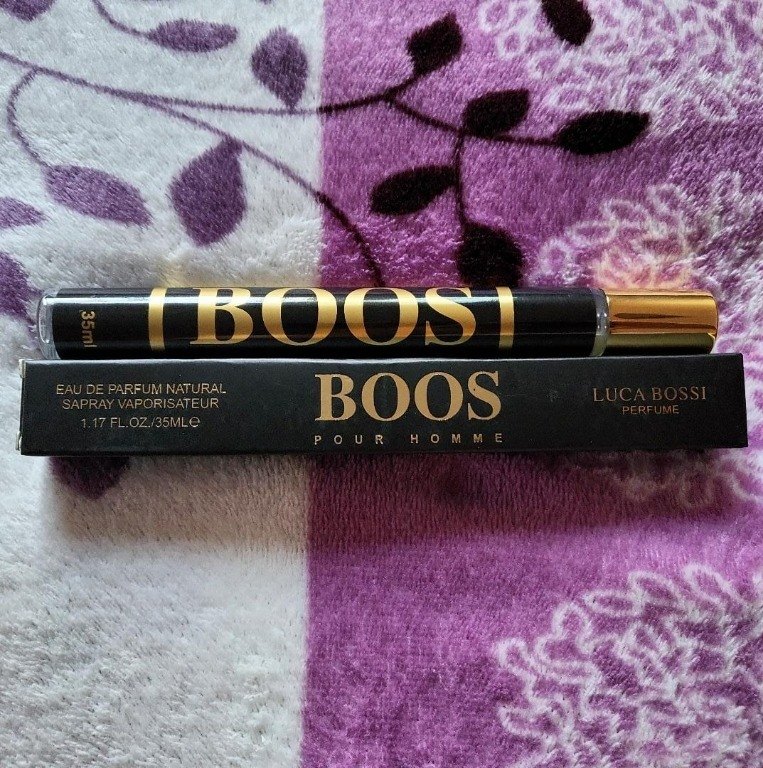 35ml
[BOOS]
EAU DE PARFUM NATURAL
SAPRAY VAPORISATEUR
1.17 FL.OZ./35ML℮
BOOS
POUR HOMME
LUCA BOSSI
PERFUME